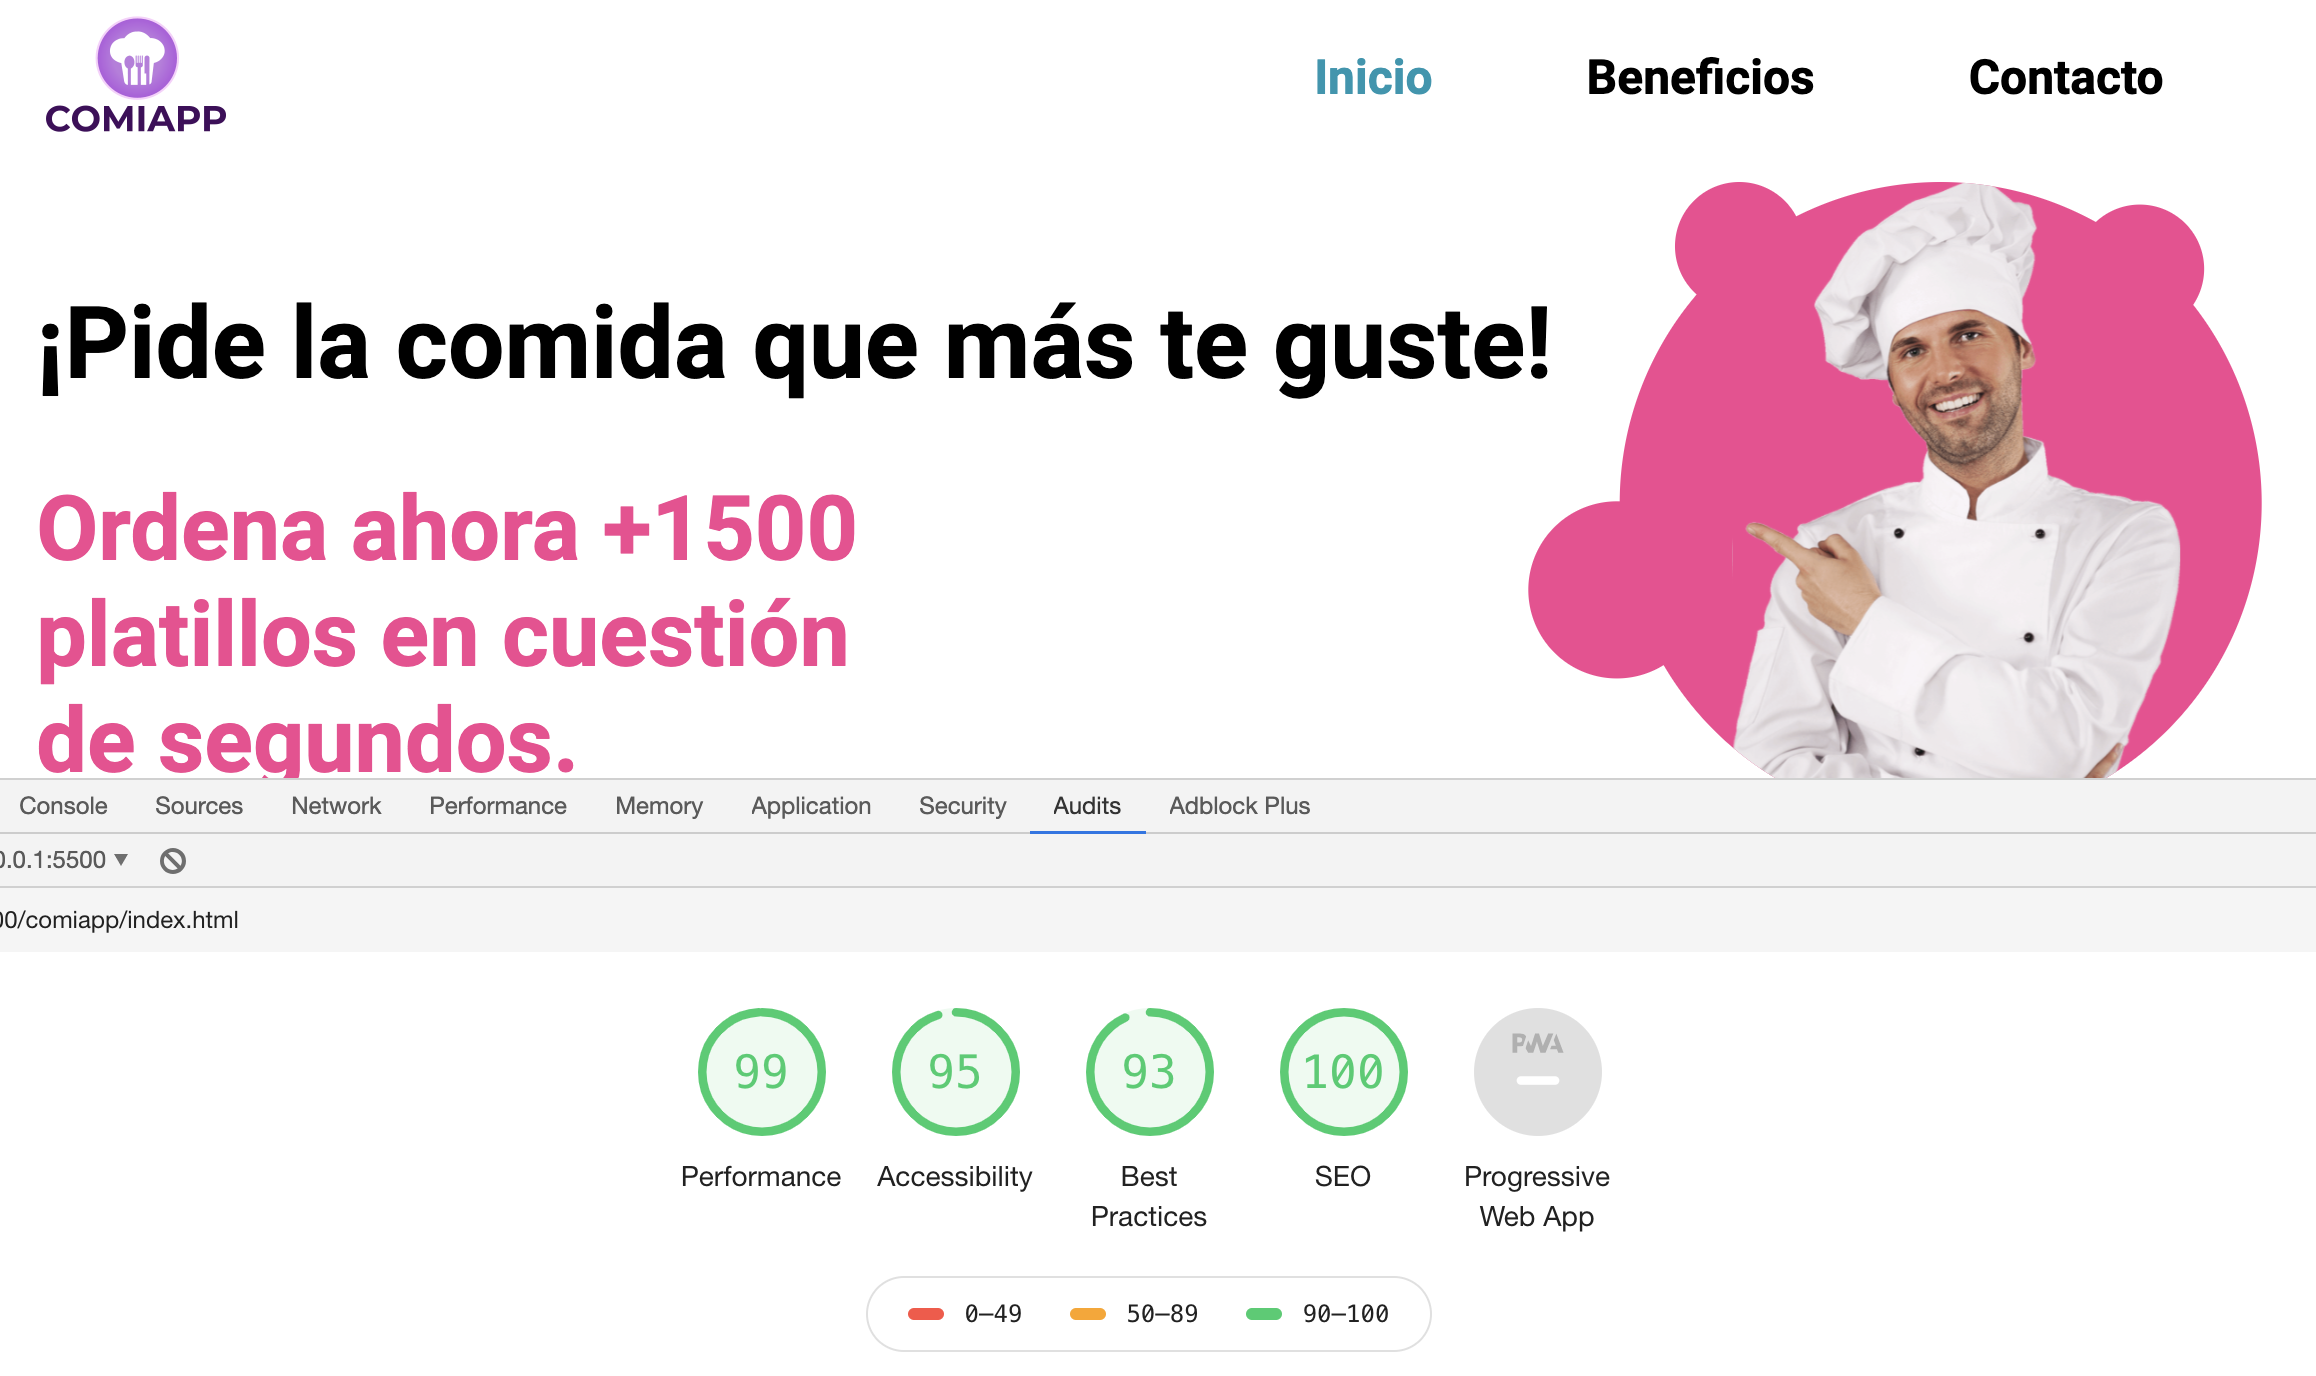 COMIAPP
Inicio Beneficios Contacto
¡Pide la comida que más te guste!
Ordena ahora +1500
platillos en cuestión
de segundos.
Console Sources Network Performance Memory Application Security Audits Adblock Plus
0.0.1:5500 ▼
00/comiapp/index.html
99 95 93 100 PWA
Performance Accessibility Best Practices SEO Progressive Web App
0–49 50–89 90–100